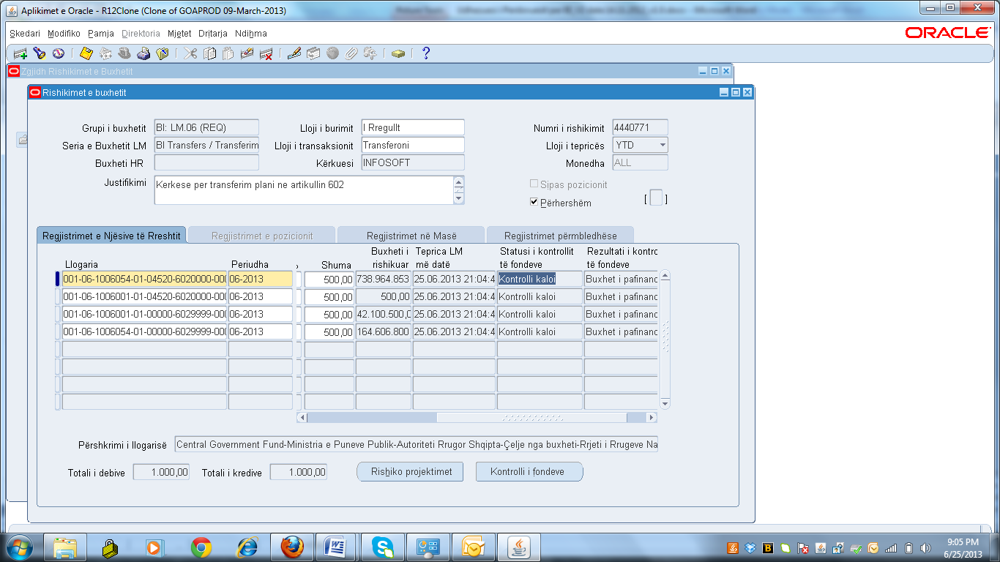 Aplikimet e Oracle - R12Clone (Clone of GOAPROD 09-March-2013)
Skedari Modifiko Pamja Direktoria Mjetet Dritarja Ndihma
ORACLE
Zgjidh Rishikimet e Buxhetit
Rishikimet e buxhetit
Grupi i buxhetit BI: LM.06 (REQ) Lloji i burimit I Rregullt Numri i rishikimit 4440771
Seria e Buxhetit LM BI Transfers / Transferim Lloji i transaksionit Transferoni Lloji i tepricës YTD
Buxheti HR Kërkuesi INFOSOFT Monedha ALL
Justifikimi Kerkese per transferim plani ne artikullin 602 Sipas pozicionit
Përhershëm [ ]
Regjistrimet e Njësive të Rreshtit Regjistrimet e pozicionit Regjistrimet në Masë Regjistrimet përmbledhëse
Llogaria Periudha Shuma Buxheti i rishikuar Teprica LM më datë Statusi i kontrollit të fondeve Rezultati i kontro të fondeve
001-06-1006054-01-04520-6020000-000 06-2013 500,00 738.964.853 25.06.2013 21:04:4 Kontrolli kaloi Buxhet i pafinanc
001-06-1006001-01-04520-6020000-000 06-2013 500,00 500,00 25.06.2013 21:04:4 Kontrolli kaloi Buxhet i pafinanc
001-06-1006001-01-00000-6029999-000 06-2013 500,00 42.100.500,0 25.06.2013 21:04:4 Kontrolli kaloi Buxhet i pafinanc
001-06-1006054-01-00000-6029999-000 06-2013 500,00 164.606.800 25.06.2013 21:04:4 Kontrolli kaloi Buxhet i pafinanc
Përshkrimi i llogarisë Central Government Fund-Ministria e Puneve Publik-Autoriteti Rrugor Shqipta-Çelje nga buxheti-Rrjeti i Rrugeve Na
Totali i debive 1.000,00 Totali i kredive 1.000,00 Rishiko projektimet Kontrolli i fondeve
9:05 PM
6/25/2013